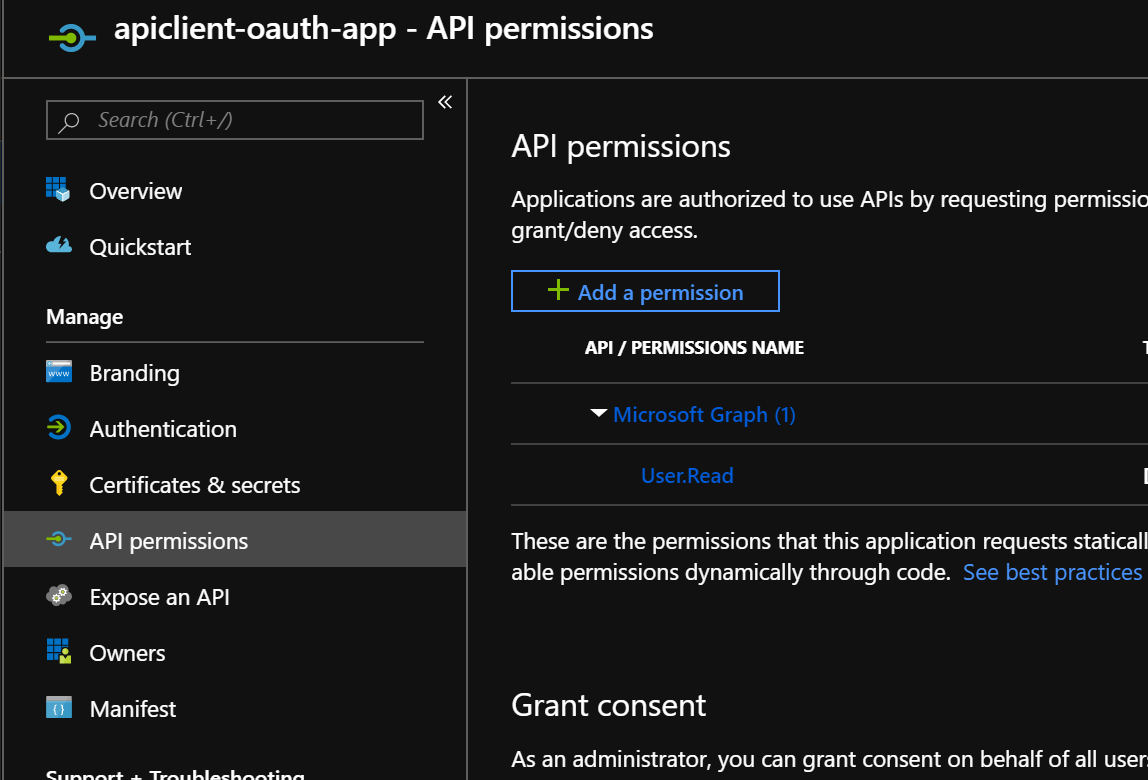 apiclient-oauth-app - API permissions
Search (Ctrl+/)
Overview
Quickstart
Manage
Branding
www
Authentication
Certificates & secrets
API permissions
Expose an API
Owners
Manifest
Support + Troubleshooting
API permissions
Applications are authorized to use APIs by requesting permissio
grant/deny access.
Add a permission
API / PERMISSIONS NAME
Microsoft Graph (1)
User.Read
These are the permissions that this application requests staticall
able permissions dynamically through code. See best practices
Grant consent
As an administrator, you can grant consent on behalf of all user